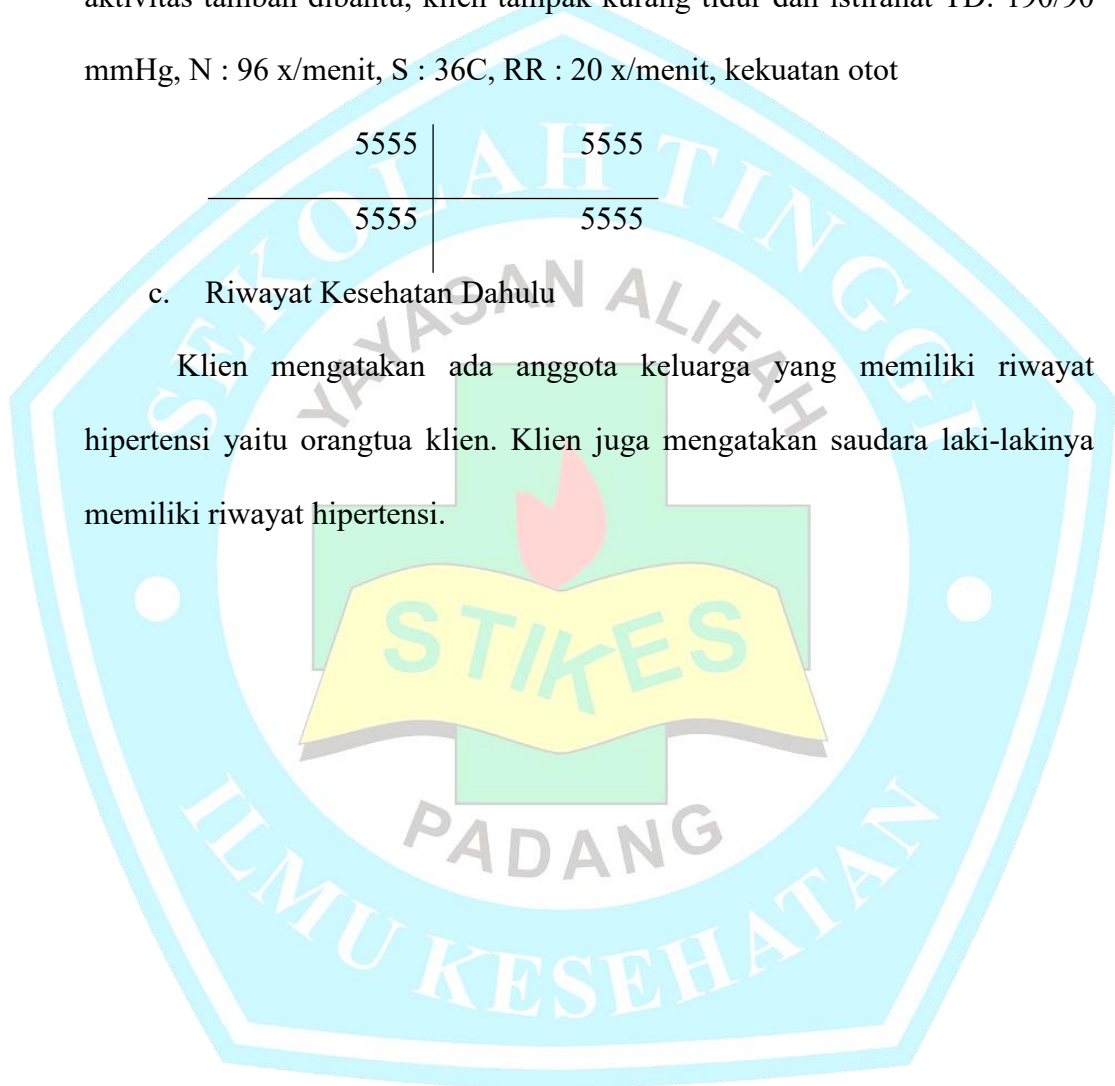 aktivitas tambah dibantu, klien tampak kurang tidur dan istirahat TD: 190/90
mmHg, N : 96 x/menit, S : 36C, RR : 20 x/menit, kekuatan otot
5555 5555
5555 5555
c. Riwayat Kesehatan Dahulu
Klien mengatakan ada anggota keluarga yang memiliki riwayat
hipertensi yaitu orangtua klien. Klien juga mengatakan saudara laki-lakinya
memiliki riwayat hipertensi.
SEKOLAH TINGGI
YAYASAN ALIFAH
STIKES
PADANG
ILMU KESEHATAN